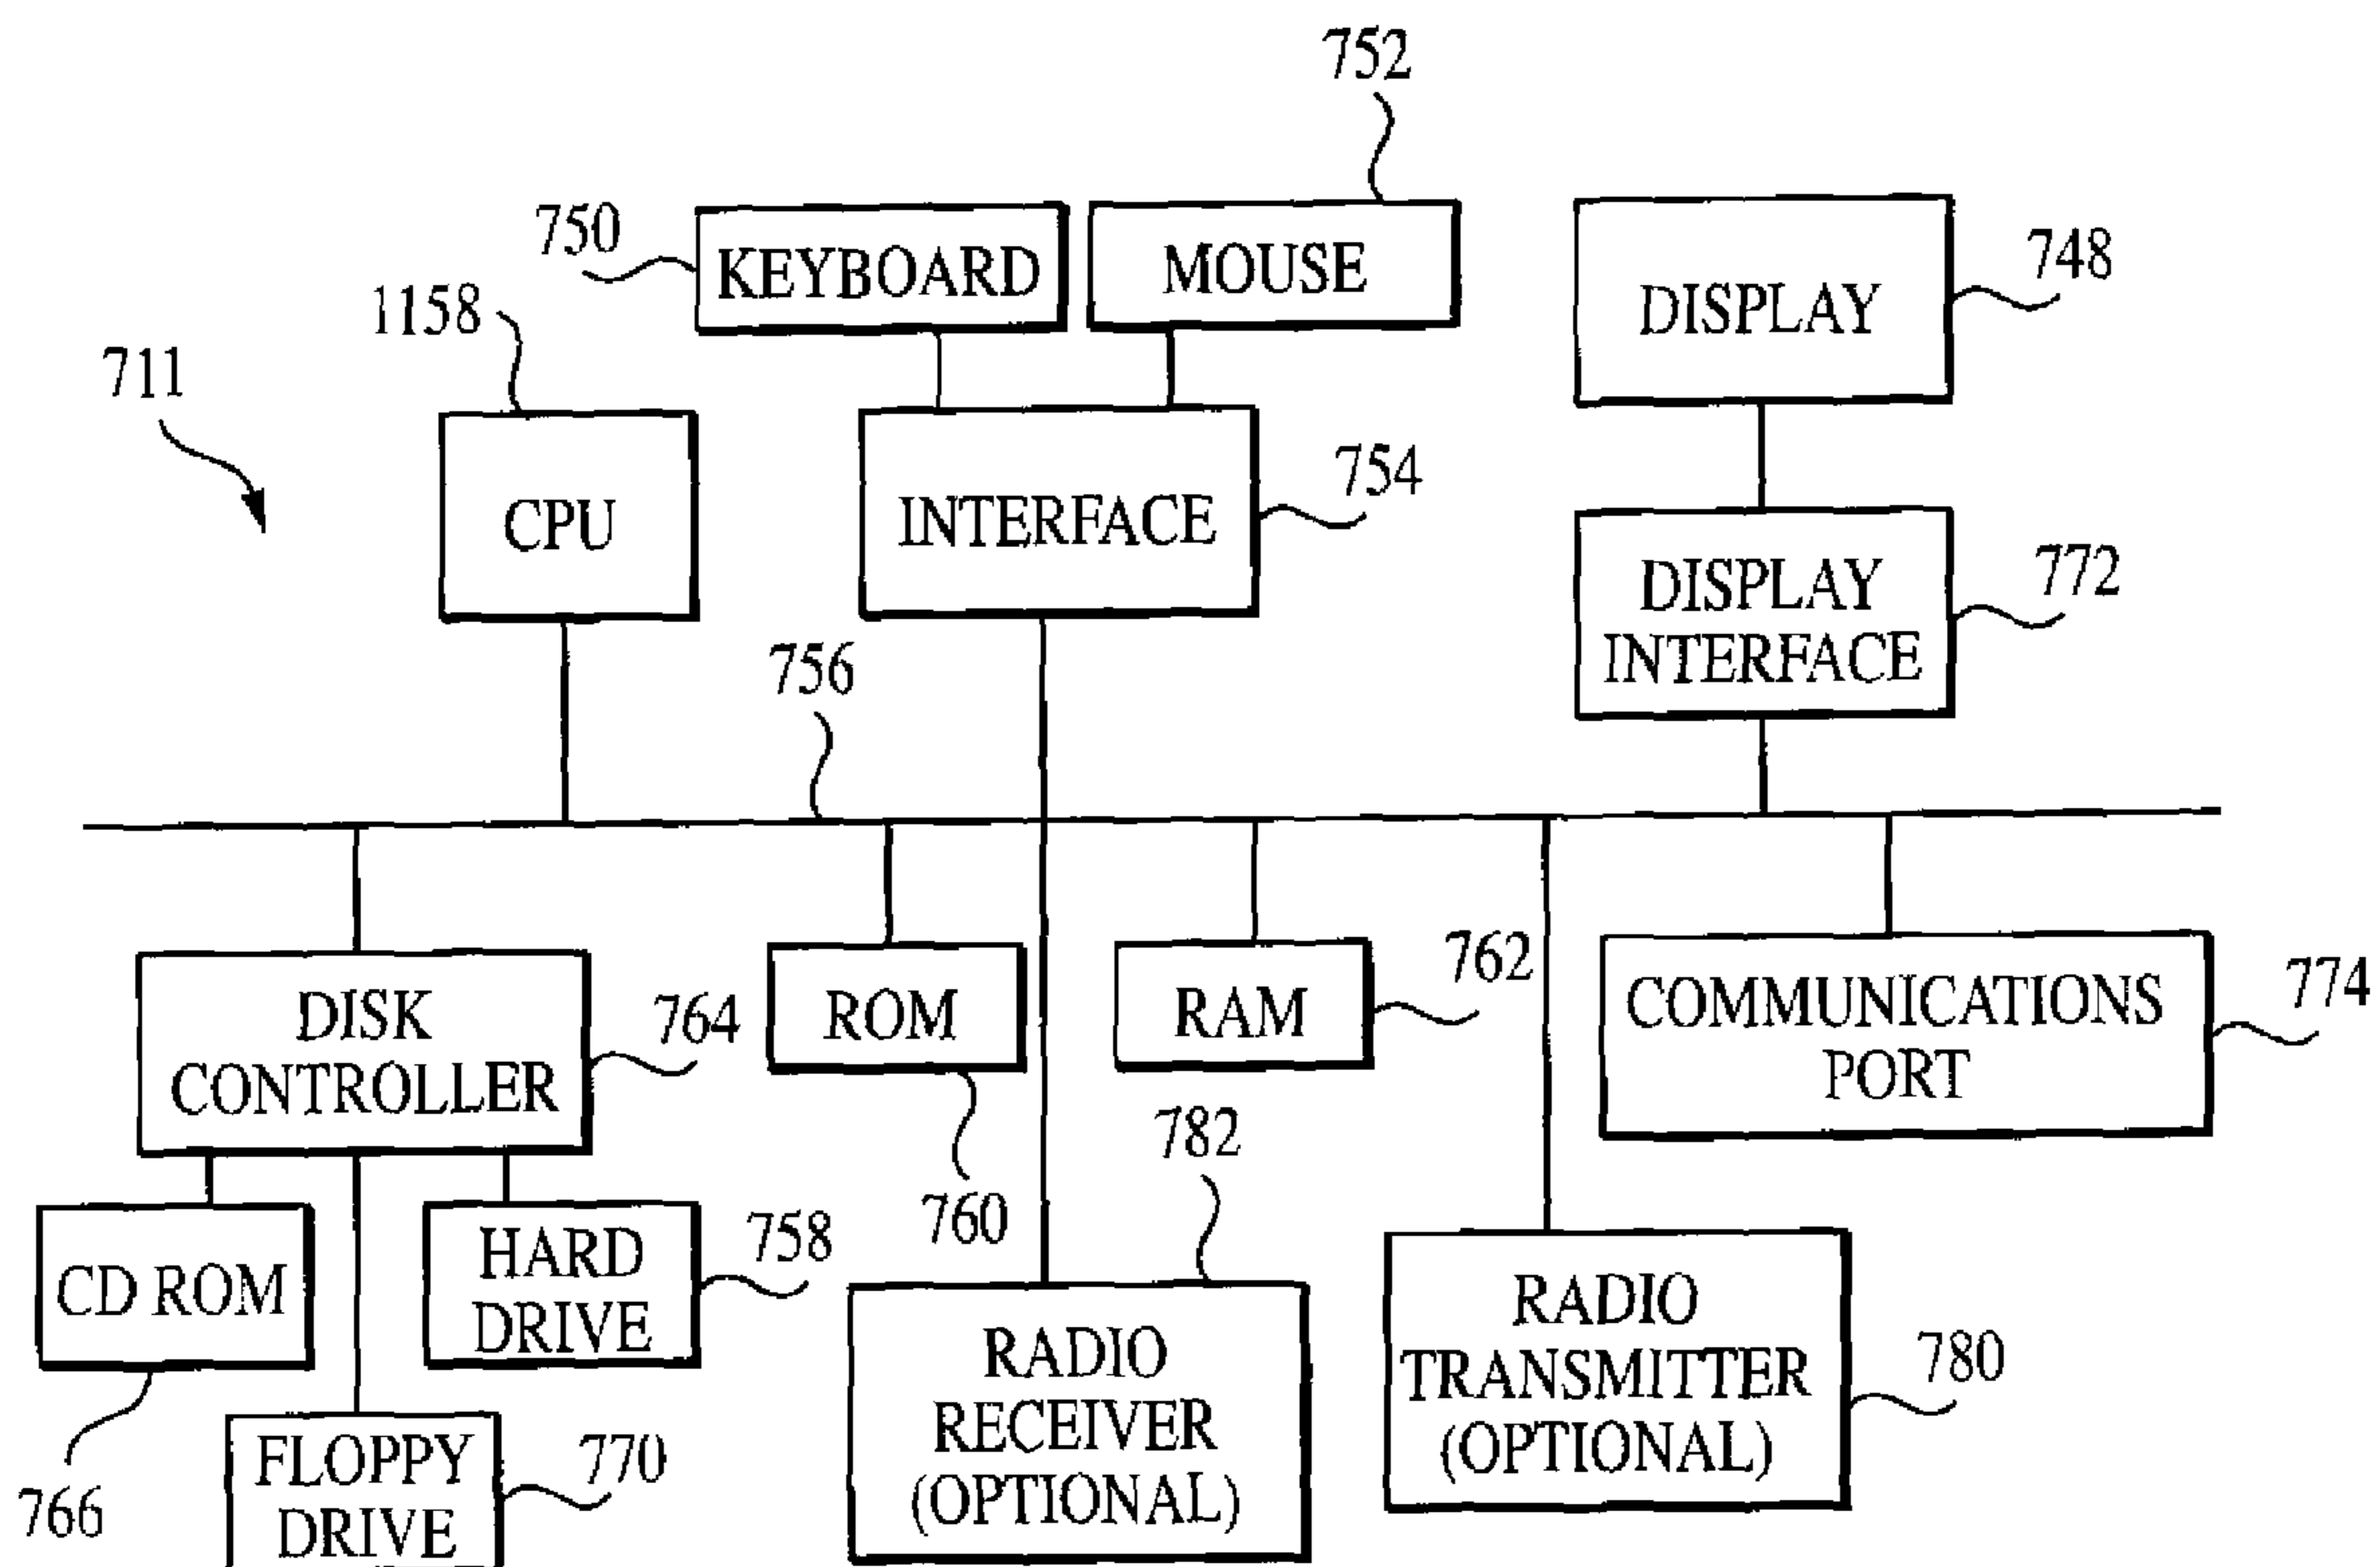 752
750
KEYBOARD
MOUSE
748
DISPLAY
1158
711
CPU
INTERFACE
754
772
DISPLAY
INTERFACE
756
DISK
CONTROLLER
764
ROM
760
RAM
762
COMMUNICATIONS
PORT
774
782
CD ROM
766
HARD
DRIVE
758
FLOPPY
DRIVE
770
RADIO
RECEIVER
(OPTIONAL)
RADIO
TRANSMITTER
(OPTIONAL)
780